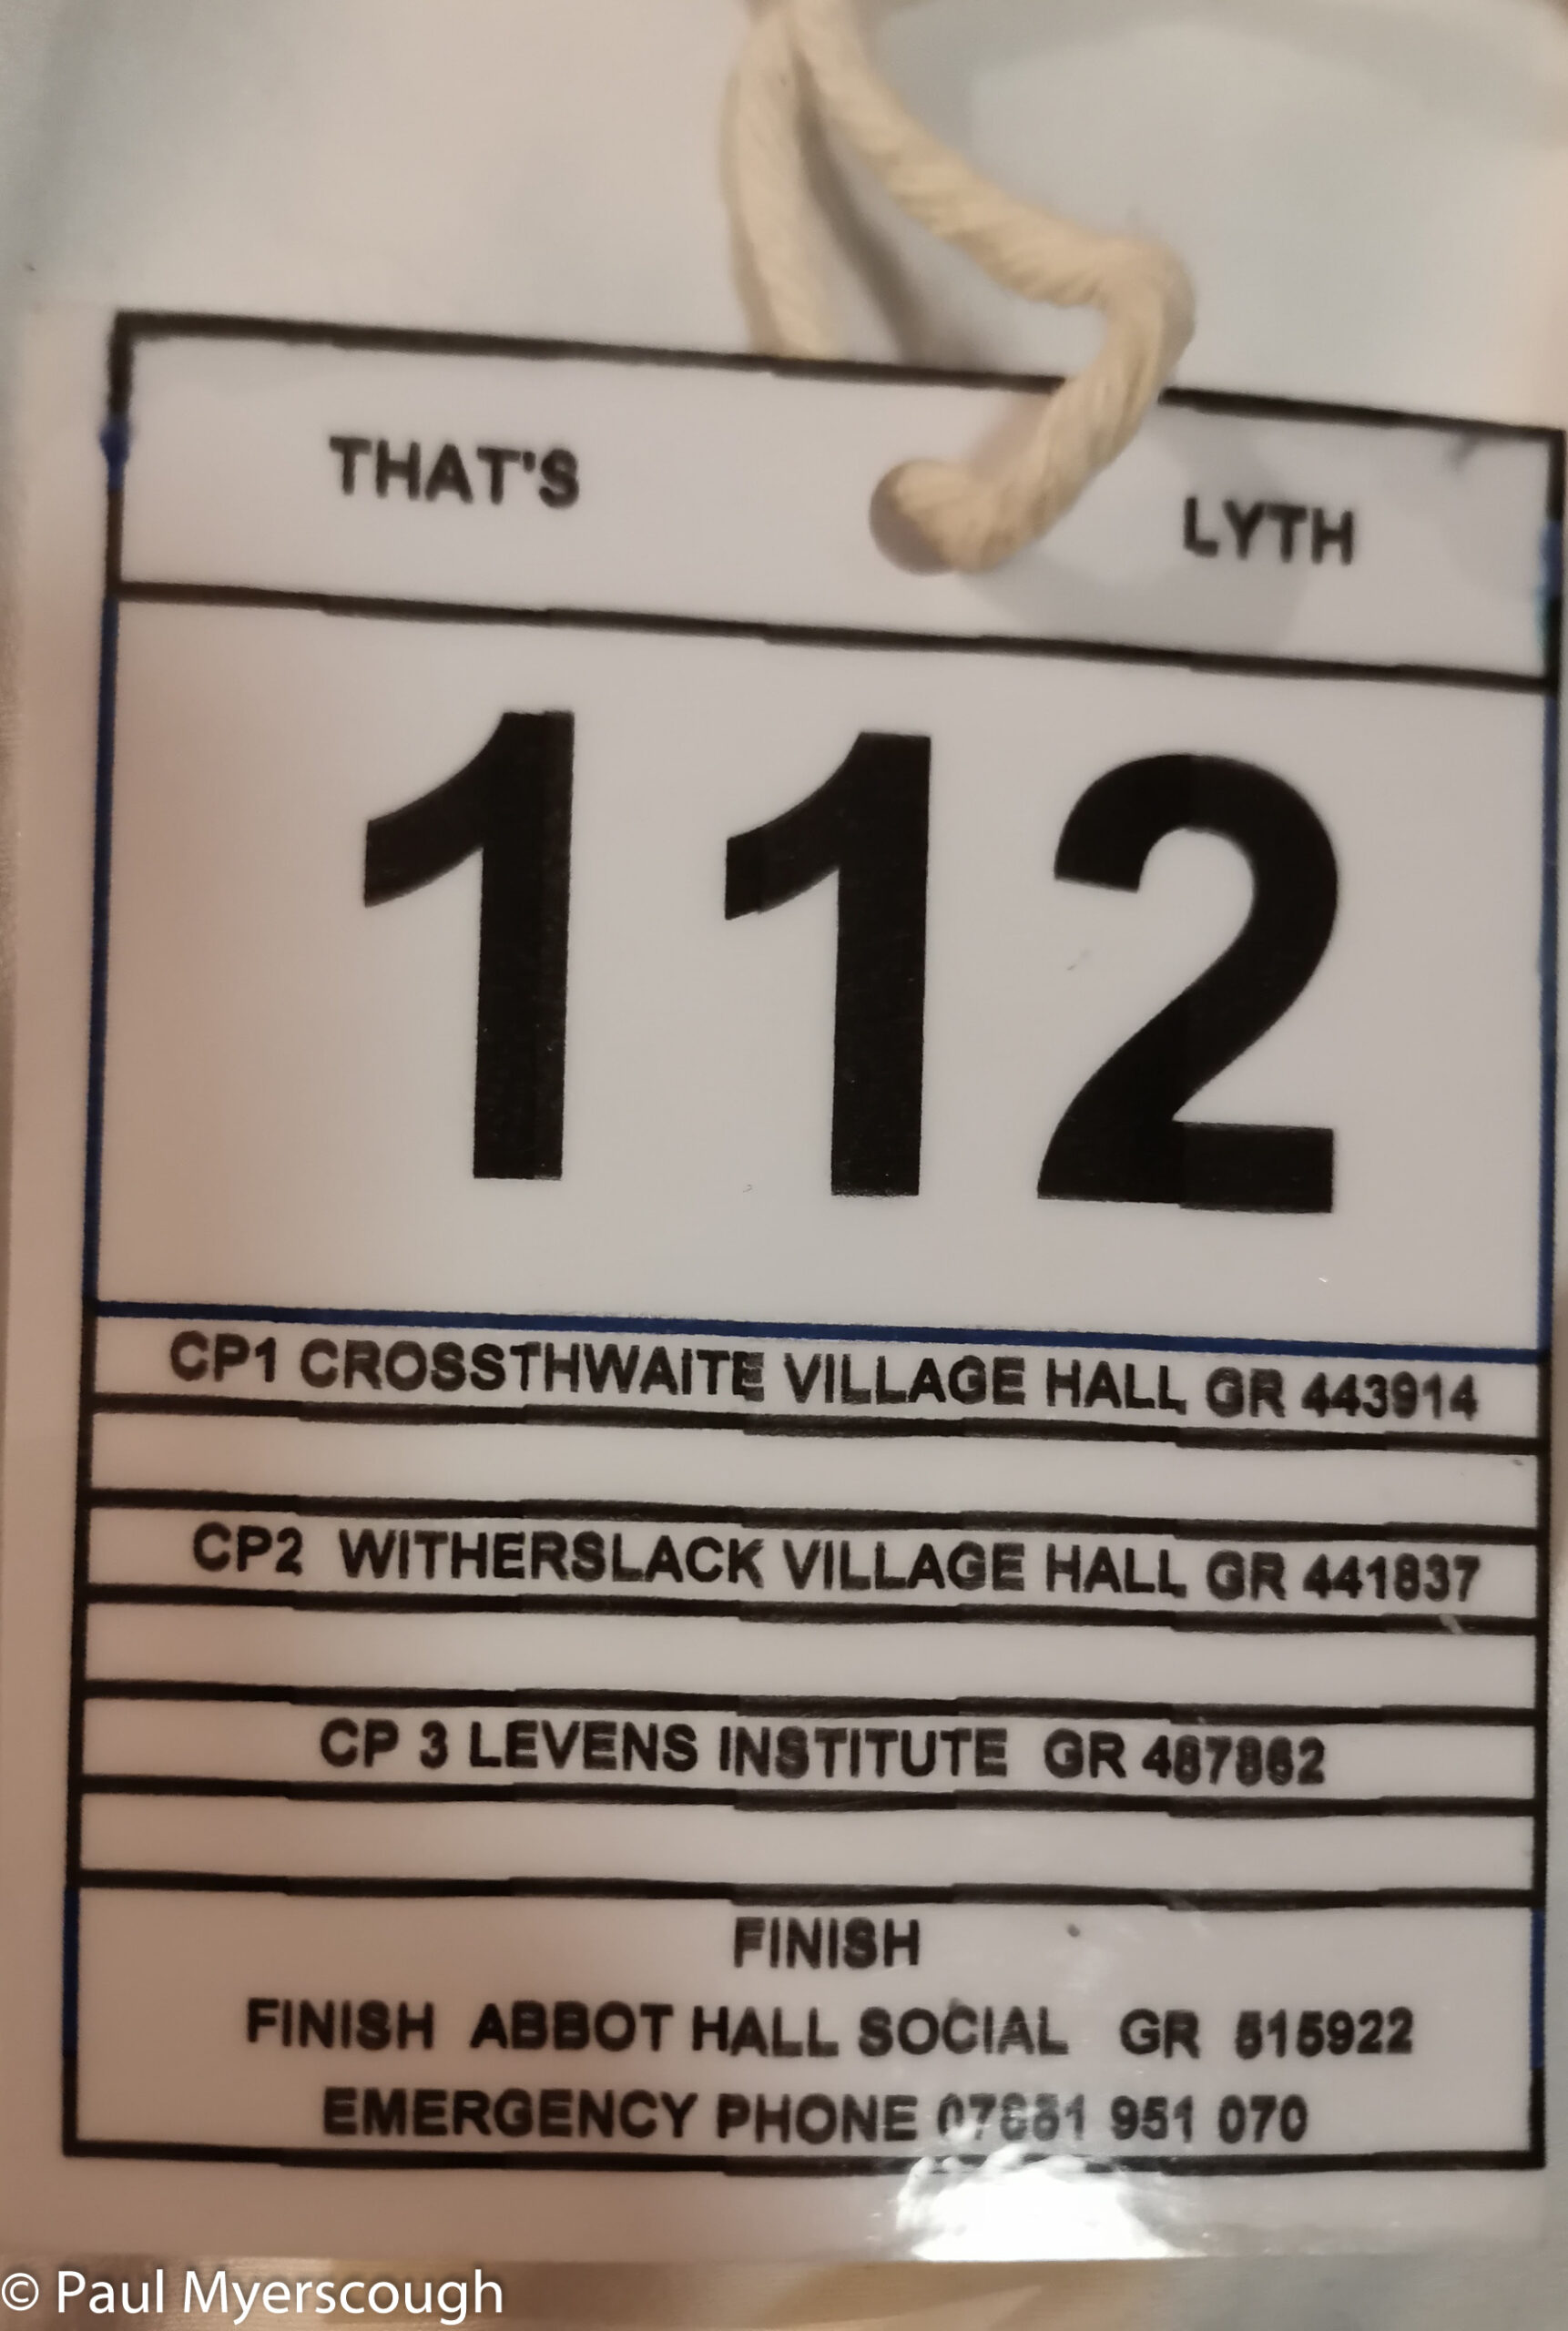 THAT'S LYTH
112
CP1 CROSSTHWAITE VILLAGE HALL GR 443914
CP2 WITHERSLACK VILLAGE HALL GR 441837
CP 3 LEVENS INSTITUTE GR 487862
FINISH
FINISH ABBOT HALL SOCIAL GR 515922
EMERGENCY PHONE 951 070
© Paul Myerscough